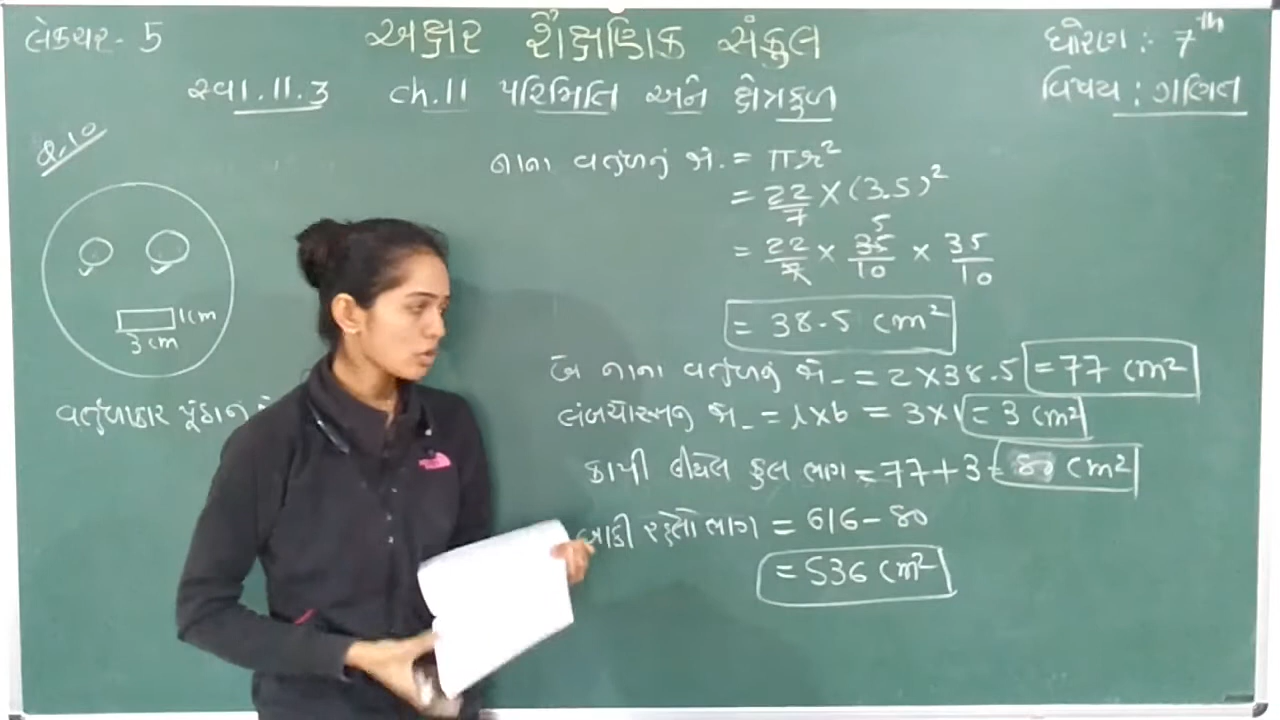 લેક્ચર - 5
અક્ષર શૈક્ષણિક સંકુલ
ધોરણ : 7th
સ્વા.11.3
ch.11 પરિમિતિ અને ક્ષેત્રફળ
વિષય : ગણિત
Q.10
1cm
3 cm
વર્તુળાકાર પૂંઠાનું
નાના વર્તુળનું ક્ષે. = πr²
= 22/7 × (3.5)²
= 22/7 × 35/10 × 35/10
5
= 38.5 cm²
બે નાના વર્તુળનું ક્ષે. = 2 × 38.5 = 77 cm²
લંબચોરસનું ક્ષે. = l × b = 3 × 1 = 3 cm²
કાપી લીધેલ કુલ ભાગ = 77 + 3 = 80 cm²
બાકી રહેલો ભાગ = 616 - 80
= 536 cm²